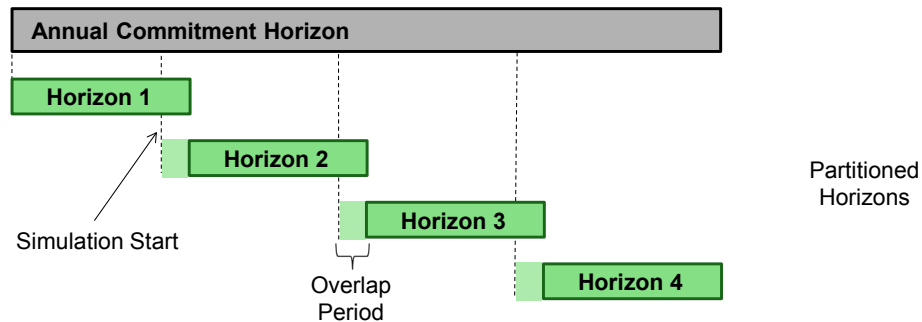 Annual Commitment Horizon
Horizon 1
Horizon 2
Partitioned
Horizons
Horizon 3
Simulation Start
Overlap
Period
Horizon 4